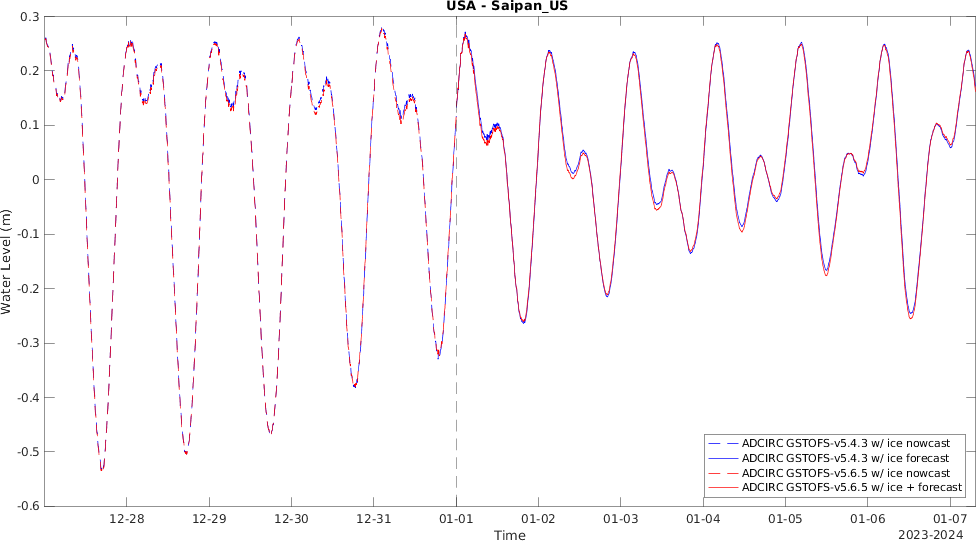 USA - Saipan_US
Water Level (m)
0.3
0.2
0.1
0
-0.1
-0.2
-0.3
-0.4
-0.5
-0.6
ADCIRC GSTOFS-v5.4.3 w/ ice nowcast
ADCIRC GSTOFS-v5.4.3 w/ ice forecast
ADCIRC GSTOFS-v5.6.5 w/ ice nowcast
ADCIRC GSTOFS-v5.6.5 w/ ice + forecast
12-28 12-29 12-30 12-31 01-01 01-02 01-03 01-04 01-05 01-06 01-07
Time
2023-2024